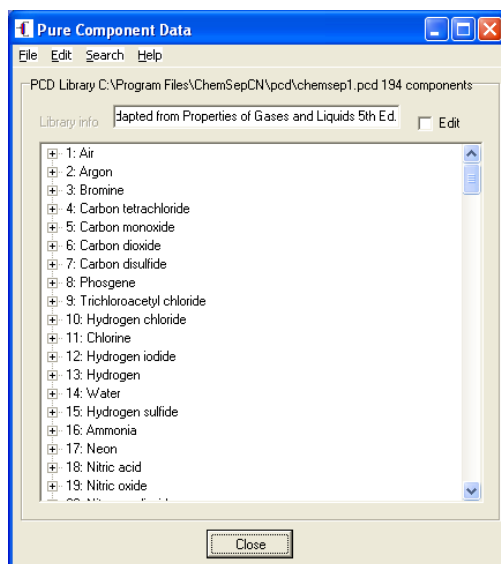 Pure Component Data
File Edit Search Help
PCD Library C:\Program Files\ChemSepCN\pcd\chemsep1.pcd 194 components
Library info dapted from Properties of Gases and Liquids 5th Ed. Edit
1: Air
2: Argon
3: Bromine
4: Carbon tetrachloride
5: Carbon monoxide
6: Carbon dioxide
7: Carbon disulfide
8: Phosgene
9: Trichloroacetyl chloride
10: Hydrogen chloride
11: Chlorine
12: Hydrogen iodide
13: Hydrogen
14: Water
15: Hydrogen sulfide
16: Ammonia
17: Neon
18: Nitric acid
19: Nitric oxide
Close